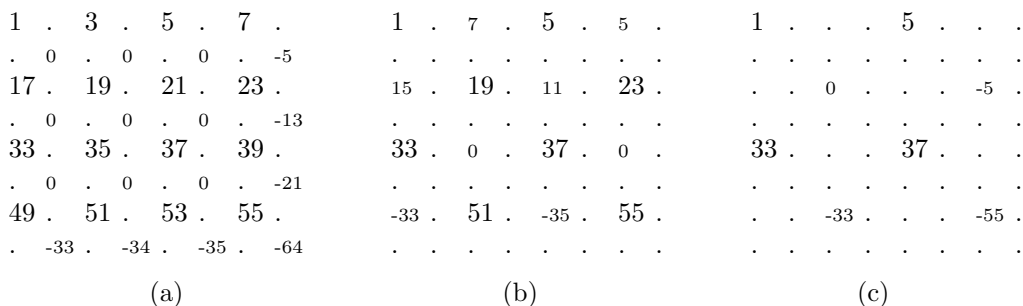 1 . 3 . 5 . 7 . 1 . 7 . 5 . 5 . 1 . . . 5 . . .
. 0 . 0 . 0 . -5 . . . . . . . . . . . . . . . .
17 . 19 . 21 . 23 . 15 . 19 . 11 . 23 . . . 0 . . . -5 .
. 0 . 0 . 0 . -13 . . . . . . . . . . . . . . . .
33 . 35 . 37 . 39 . 33 . 0 . 37 . 0 . 33 . . . 37 . . .
. 0 . 0 . 0 . -21 . . . . . . . . . . . . . . . .
49 . 51 . 53 . 55 . -33 . 51 . -35 . 55 . . . -33 . . . -55 .
. -33 . -34 . -35 . -64 . . . . . . . . . . . . . . . .
(a) (b) (c)